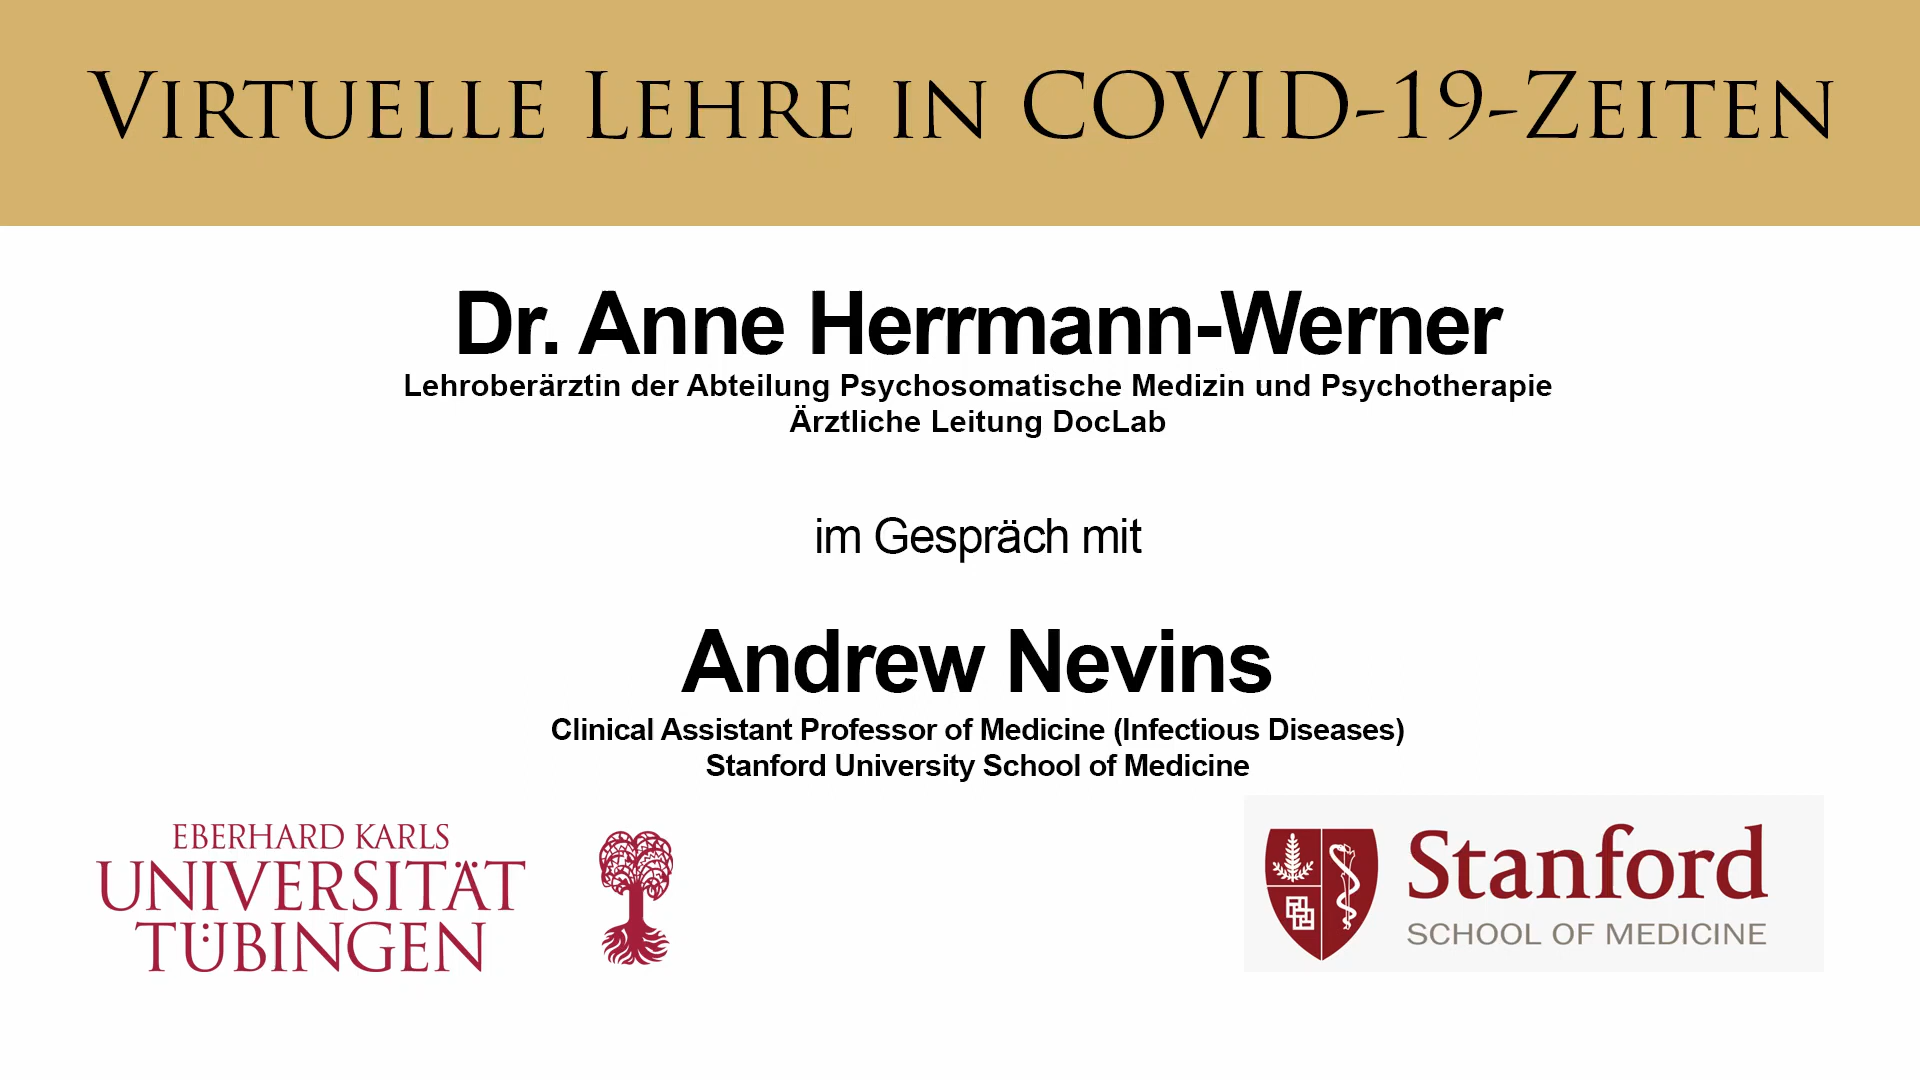 Virtuelle Lehre in COVID-19-Zeiten
Dr. Anne Herrmann-Werner
Lehroberärztin der Abteilung Psychosomatische Medizin und Psychotherapie
Ärztliche Leitung DocLab
im Gespräch mit
Andrew Nevins
Clinical Assistant Professor of Medicine (Infectious Diseases)
Stanford University School of Medicine
EBERHARD KARLS
UNIVERSITÄT
TÜBINGEN
Stanford
SCHOOL OF MEDICINE